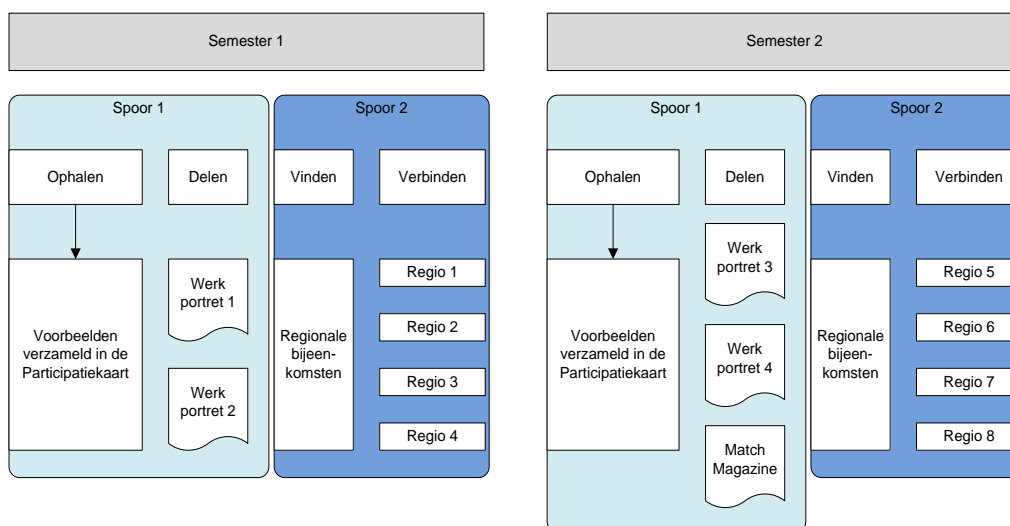 Semester 1
Spoor 1
Spoor 2
Ophalen
Delen
Vinden
Verbinden
Voorbeelden
verzameld in de
Participatiekaart
Werk
portret 1
Werk
portret 2
Regionale
bijeen-
komsten
Regio 1
Regio 2
Regio 3
Regio 4
Semester 2
Spoor 1
Spoor 2
Ophalen
Delen
Vinden
Verbinden
Voorbeelden
verzameld in de
Participatiekaart
Werk
portret 3
Werk
portret 4
Match
Magazine
Regionale
bijeen-
komsten
Regio 5
Regio 6
Regio 7
Regio 8